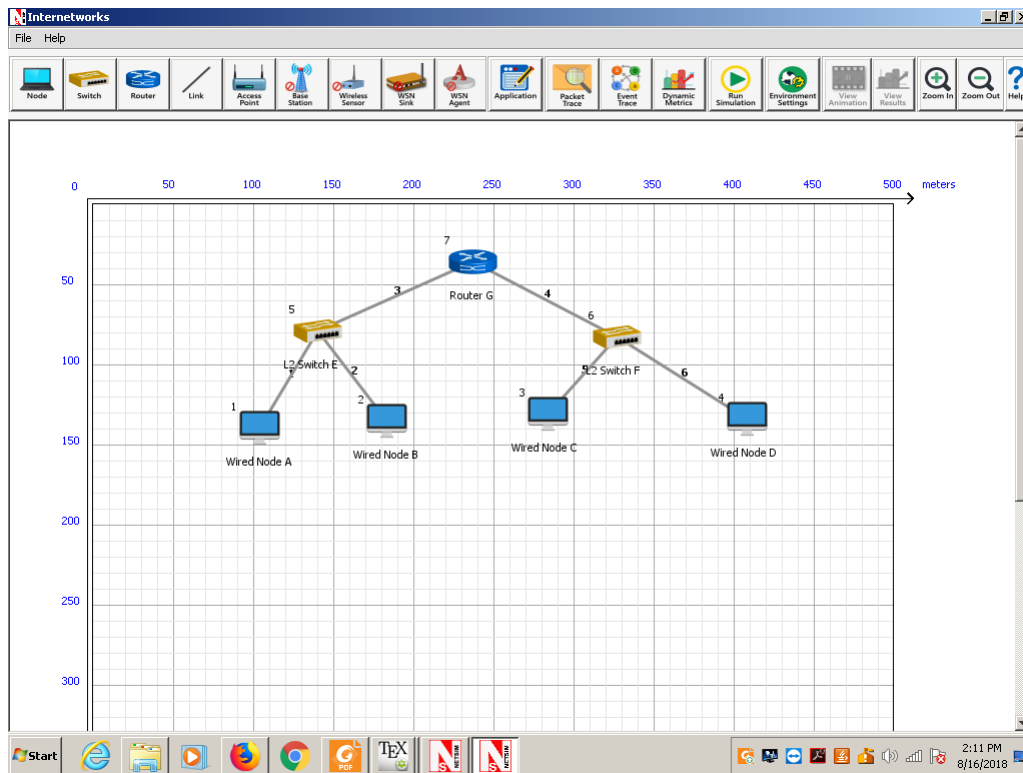 Internetworks
File Help
Node Switch Router Link Access Point Base Station Wireless Sensor WSN Sink WSN Agent Application Packet Trace Event Trace Dynamic Metrics Run Simulation Environment Settings View Animation View Results Zoom In Zoom Out Help
0 50 100 150 200 250 300 350 400 450 500 meters
7
50
3
4
Router G
5
6
100
L2 Switch E
2
5
L2 Switch F
6
1
2
3
4
150
Wired Node A
Wired Node B
Wired Node C
Wired Node D
200
250
300
Start
PDF
TEX
N
NETSIM
N
NETSIM
2:11 PM
8/16/2018